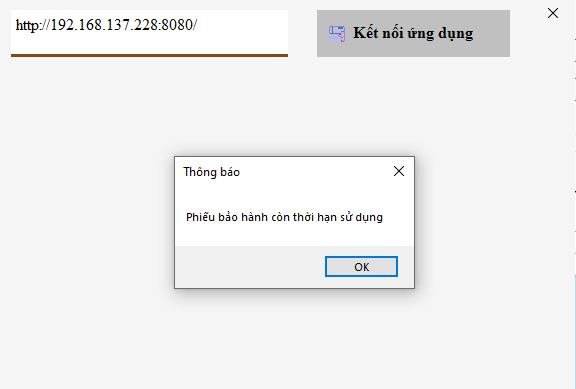 http://192.168.137.228:8080/
Kết nối ứng dụng
Thông báo
Phiếu bảo hành còn thời hạn sử dụng
OK